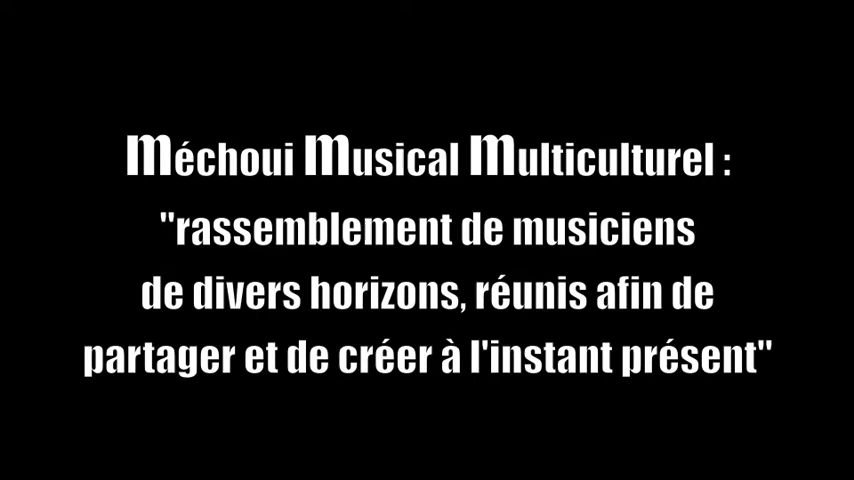 méchoui musical multiculturel :
"rassemblement de musiciens
de divers horizons, réunis afin de
partager et de créer à l'instant présent"